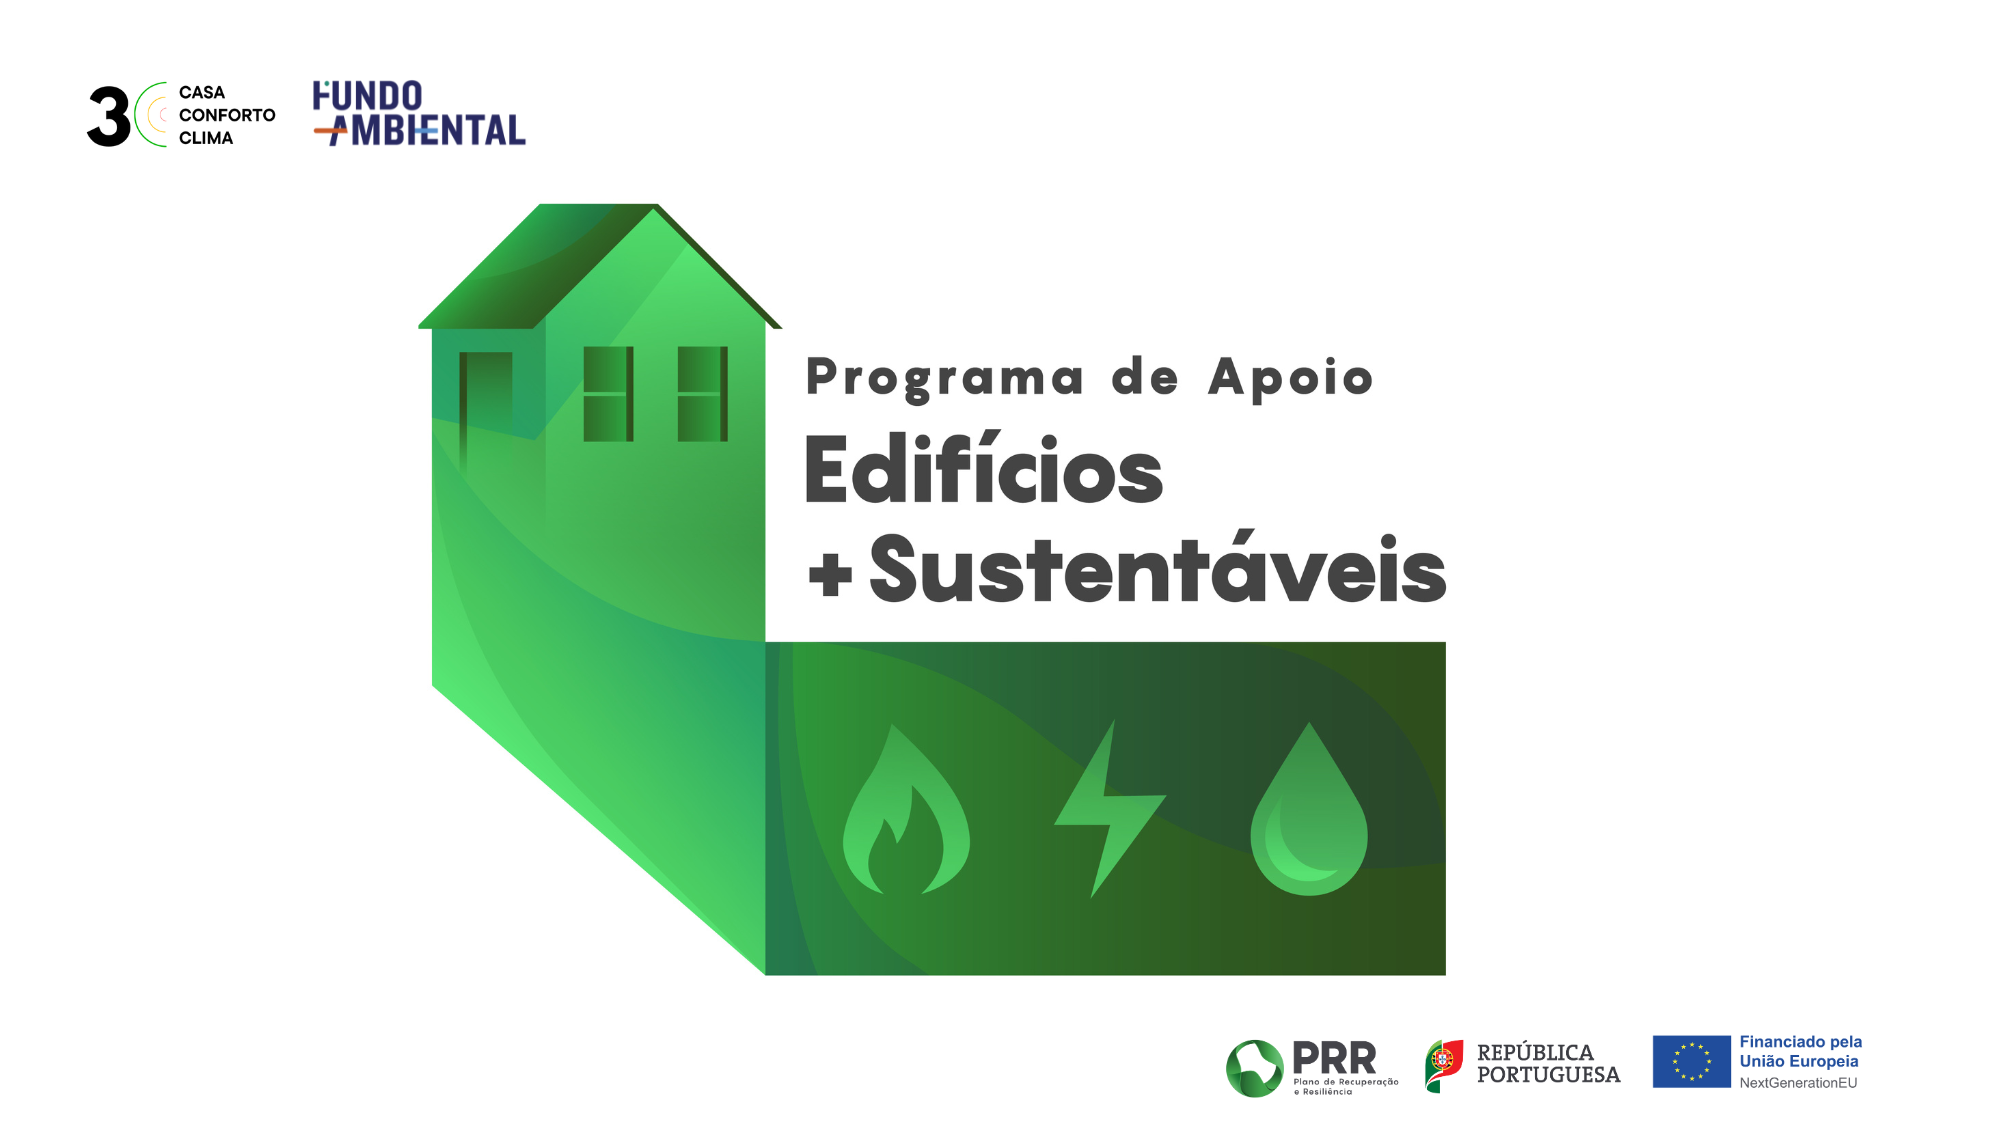 3C
CASA
CONFORTO
CLIMA
FUNDO
AMBIENTAL
Programa de Apoio
Edifícios
+ Sustentáveis
PRR
Plano de Recuperação
e Resiliência
REPÚBLICA
PORTUGUESA
Financiado pela
União Europeia
NextGenerationEU